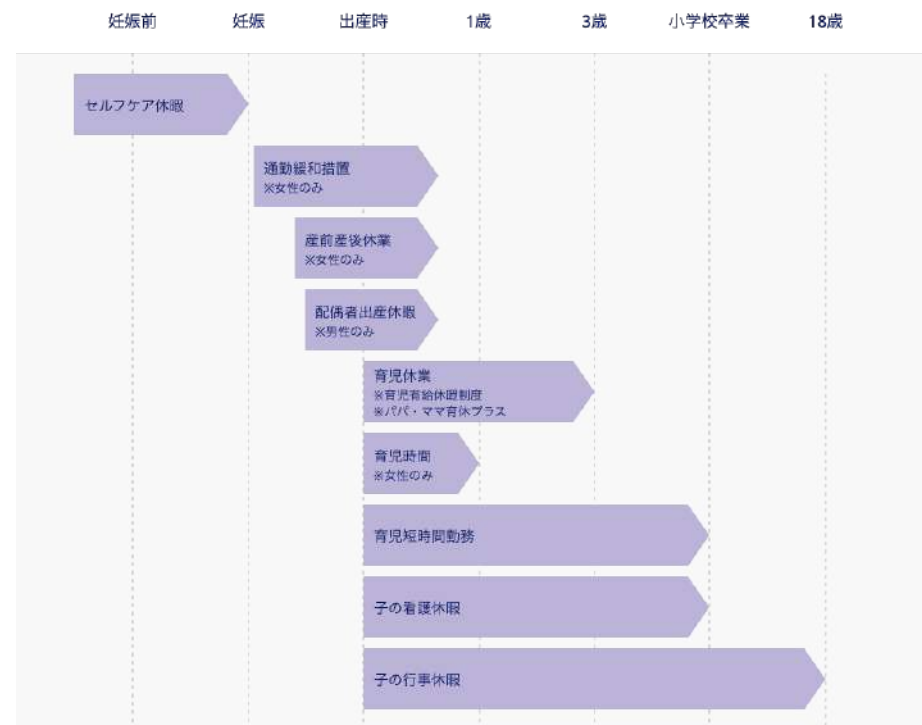 妊娠前 妊娠 出産時 1歳 3歳 小学校卒業 18歳
セルフケア休暇
通勤緩和措置
※女性のみ
産前産後休業
※女性のみ
配偶者出産休暇
※男性のみ
育児休業
※育児有給休暇制度
※パパ・ママ育休プラス
育児時間
※女性のみ
育児短時間勤務
子の看護休暇
子の行事休暇